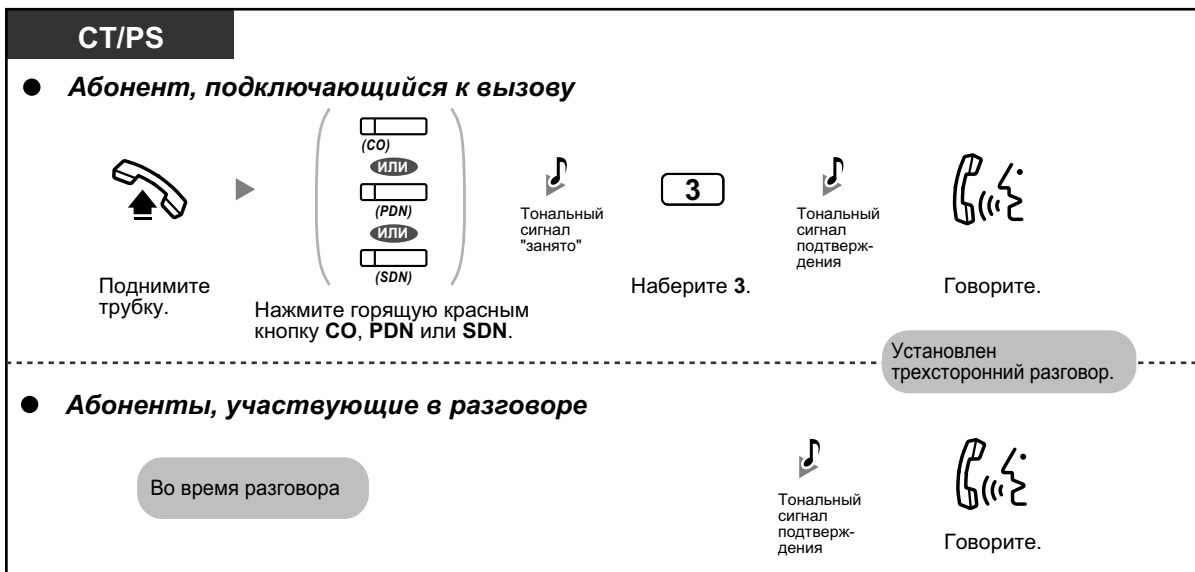 CT/PS
Абонент, подключающийся к вызову
(CO)
или
(PDN)
или
(SDN)
Тональный
сигнал
"занято"
3
Тональный
сигнал
подтверж-
дения
Поднимите
трубку.
Нажмите горящую красным
кнопку CO, PDN или SDN.
Наберите 3.
Говорите.
Установлен
трехсторонний разговор.
Абоненты, участвующие в разговоре
Во время разговора
Тональный
сигнал
подтверж-
дения
Говорите.